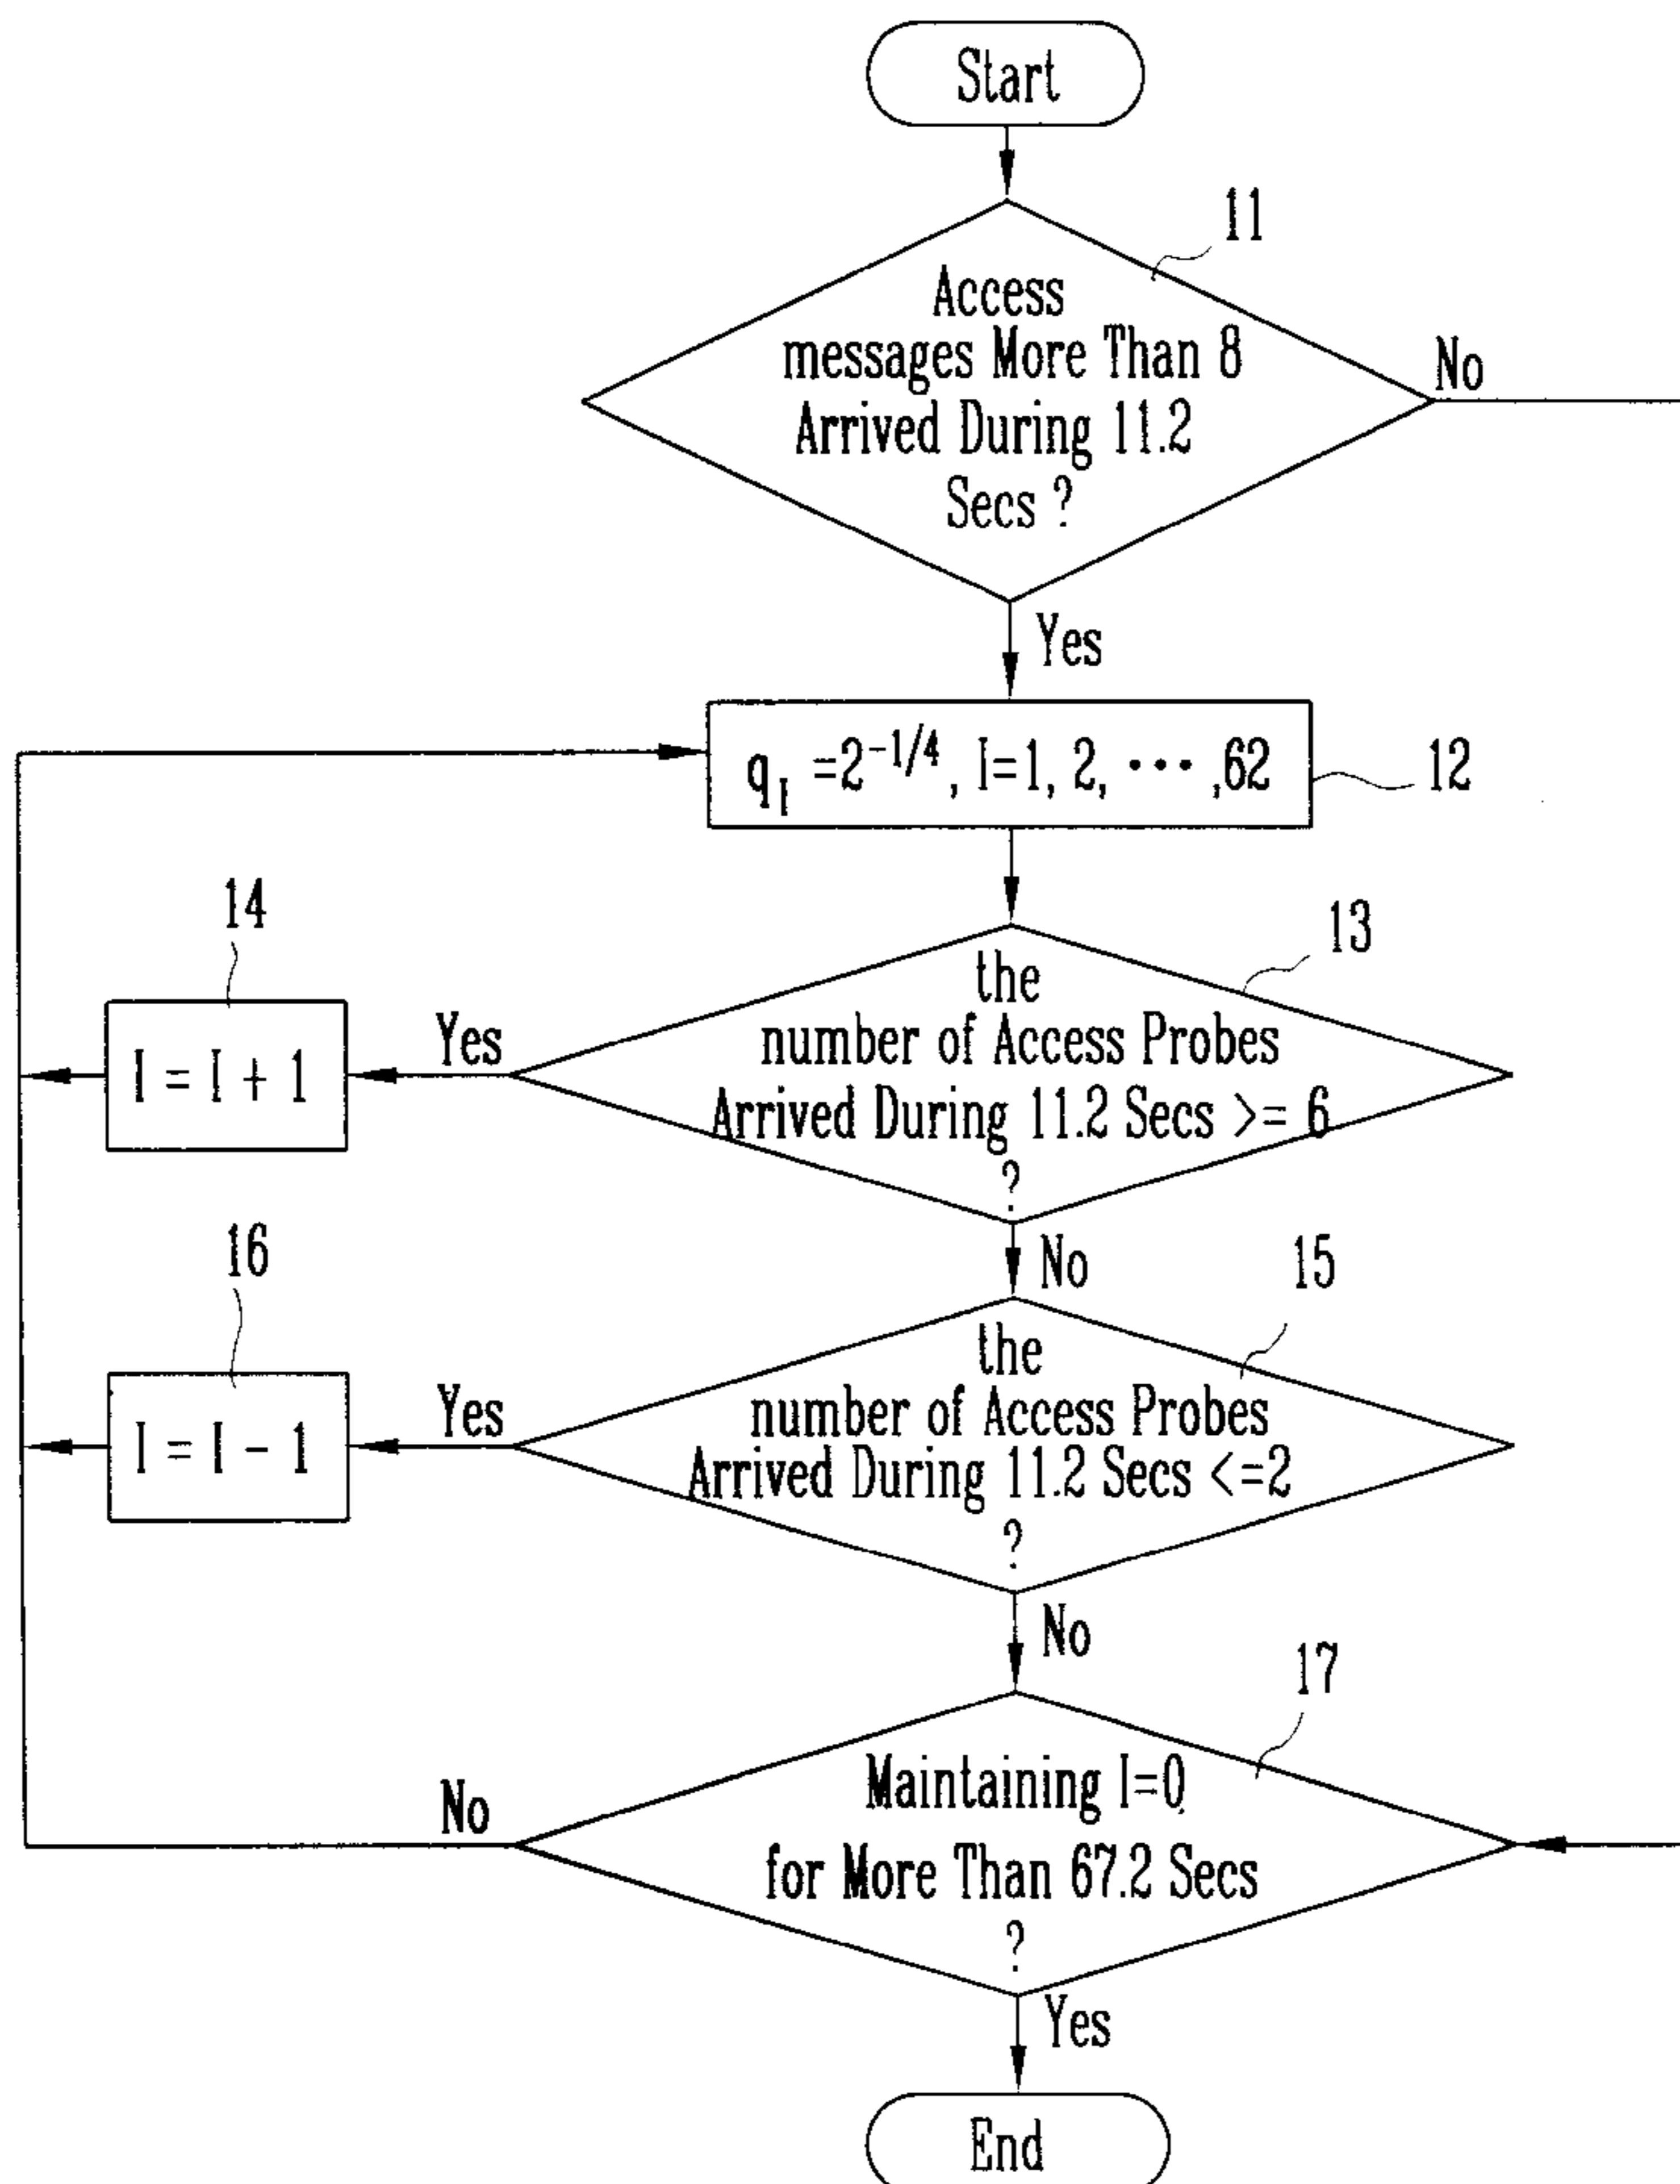 Start
11
Access
messages More Than 8
Arrived During 11.2
Secs ?
No
Yes
qI =2-1/4, I=1, 2, ··· ,62
12
13
the
number of Access Probes
Arrived During 11.2 Secs >= 6
?
14
Yes
I = I + 1
No
15
the
number of Access Probes
Arrived During 11.2 Secs <=2
?
16
Yes
I = I - 1
No
17
Maintaining I=0
for More Than 67.2 Secs
?
No
Yes
End